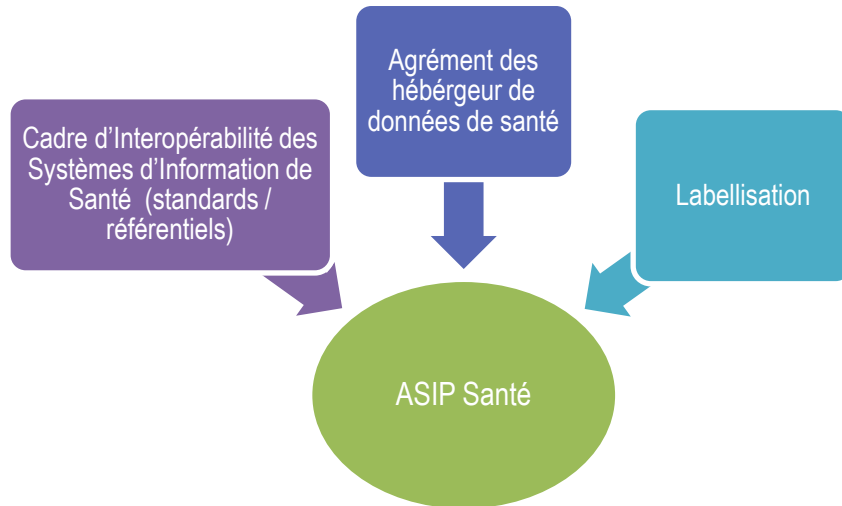 Agrément des
hébérgeur de
données de santé
Cadre d’Interopérabilité des
Systèmes d’Information de
Santé (standards /
référentiels)
Labellisation
ASIP Santé